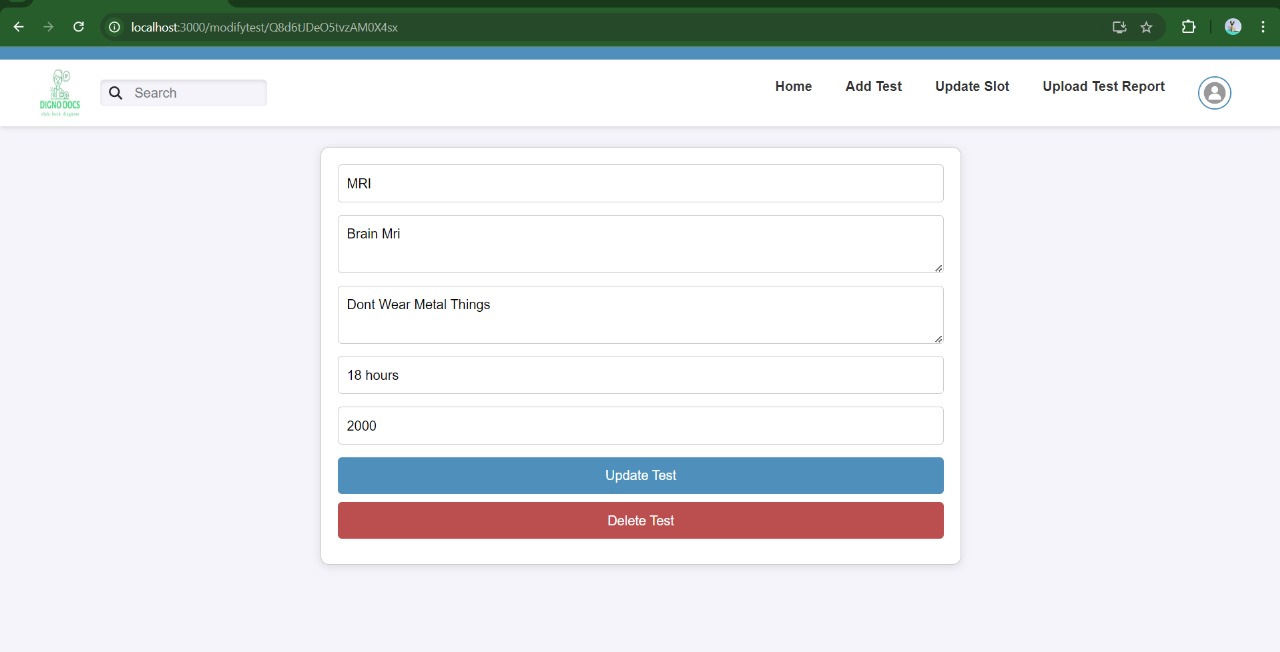 localhost:3000/modifytest/Q8d6tJDeO5tvzAM0X4sx
DIGNO DOCS
Search
Home
Add Test
Update Slot
Upload Test Report
MRI
Brain Mri
Dont Wear Metal Things
18 hours
2000
Update Test
Delete Test